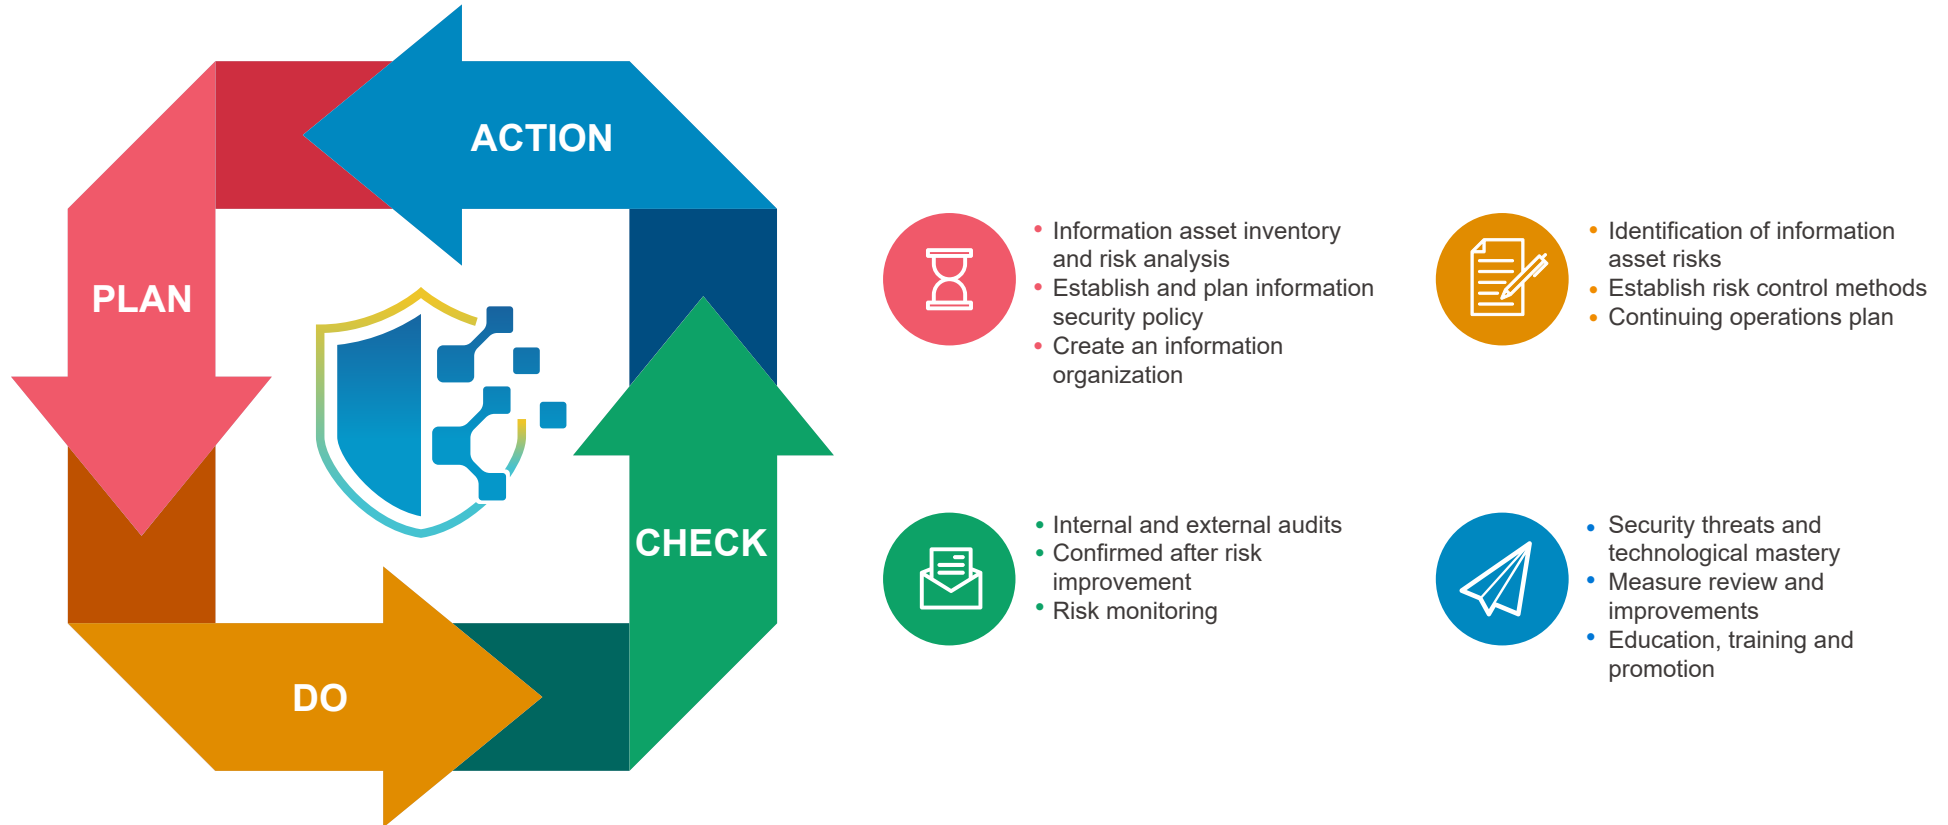 ACTION
PLAN
CHECK
DO
• Information asset inventory
and risk analysis
• Establish and plan information
security policy
• Create an information
organization
• Identification of information
asset risks
• Establish risk control methods
• Continuing operations plan
• Internal and external audits
• Confirmed after risk
improvement
• Risk monitoring
• Security threats and
technological mastery
• Measure review and
improvements
• Education, training and
promotion